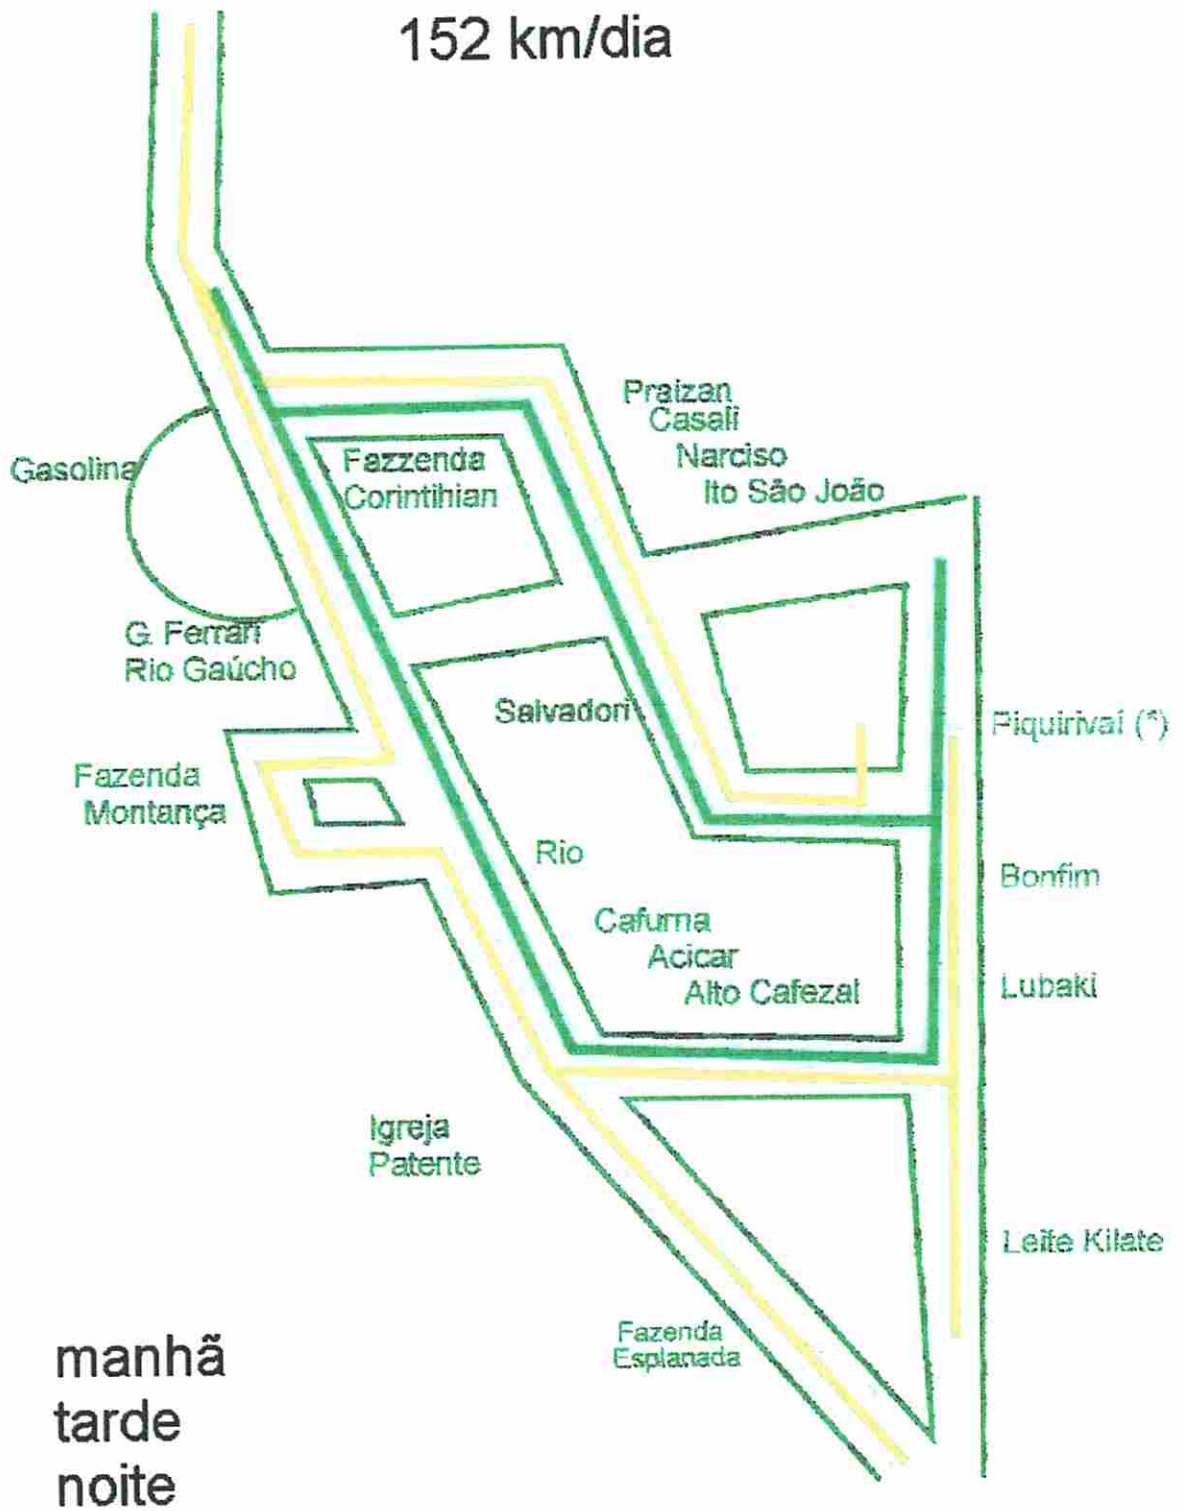 152 km/dia
Praizan
Casali
Narciso
Ito São João
Gasolina
Fazzenda
Corintihian
G. Ferrari
Rio Gaúcho
Salvadori
Piquirivaí (*)
Fazenda
Montança
Rio
Bonfim
Cafurna
Acicar
Alto Cafezal
Lubaki
Igreja
Patente
Leite Kilate
Fazenda
Esplanada
manhã
tarde
noite